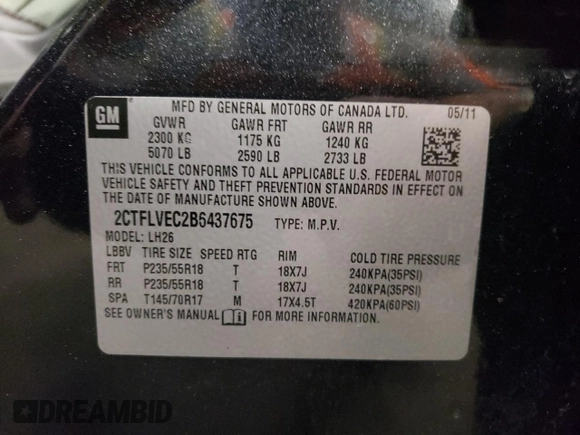 GM
MFD BY GENERAL MOTORS OF CANADA LTD. 05/11
GVWR GAWR FRT GAWR RR
2300 KG 1175 KG 1240 KG
5070 LB 2590 LB 2733 LB
THIS VEHICLE CONFORMS TO ALL APPLICABLE U.S. FEDERAL MOTOR
VEHICLE SAFETY AND THEFT PREVENTION STANDARDS IN EFFECT ON
THE DATE OF MANUFACTURE SHOWN ABOVE.
2CTFLVEC2B6437675 TYPE: M.P.V.
MODEL: LH26
LBBV TIRE SIZE SPEED RTG RIM COLD TIRE PRESSURE
FRT P235/55R18 T 18X7J 240KPA(35PSI)
RR P235/55R18 T 18X7J 240KPA(35PSI)
SPA T145/70R17 M 17X4.5T 420KPA(60PSI)
SEE OWNER'S MANUAL FOR MORE INFORMATION.
DREAMBID